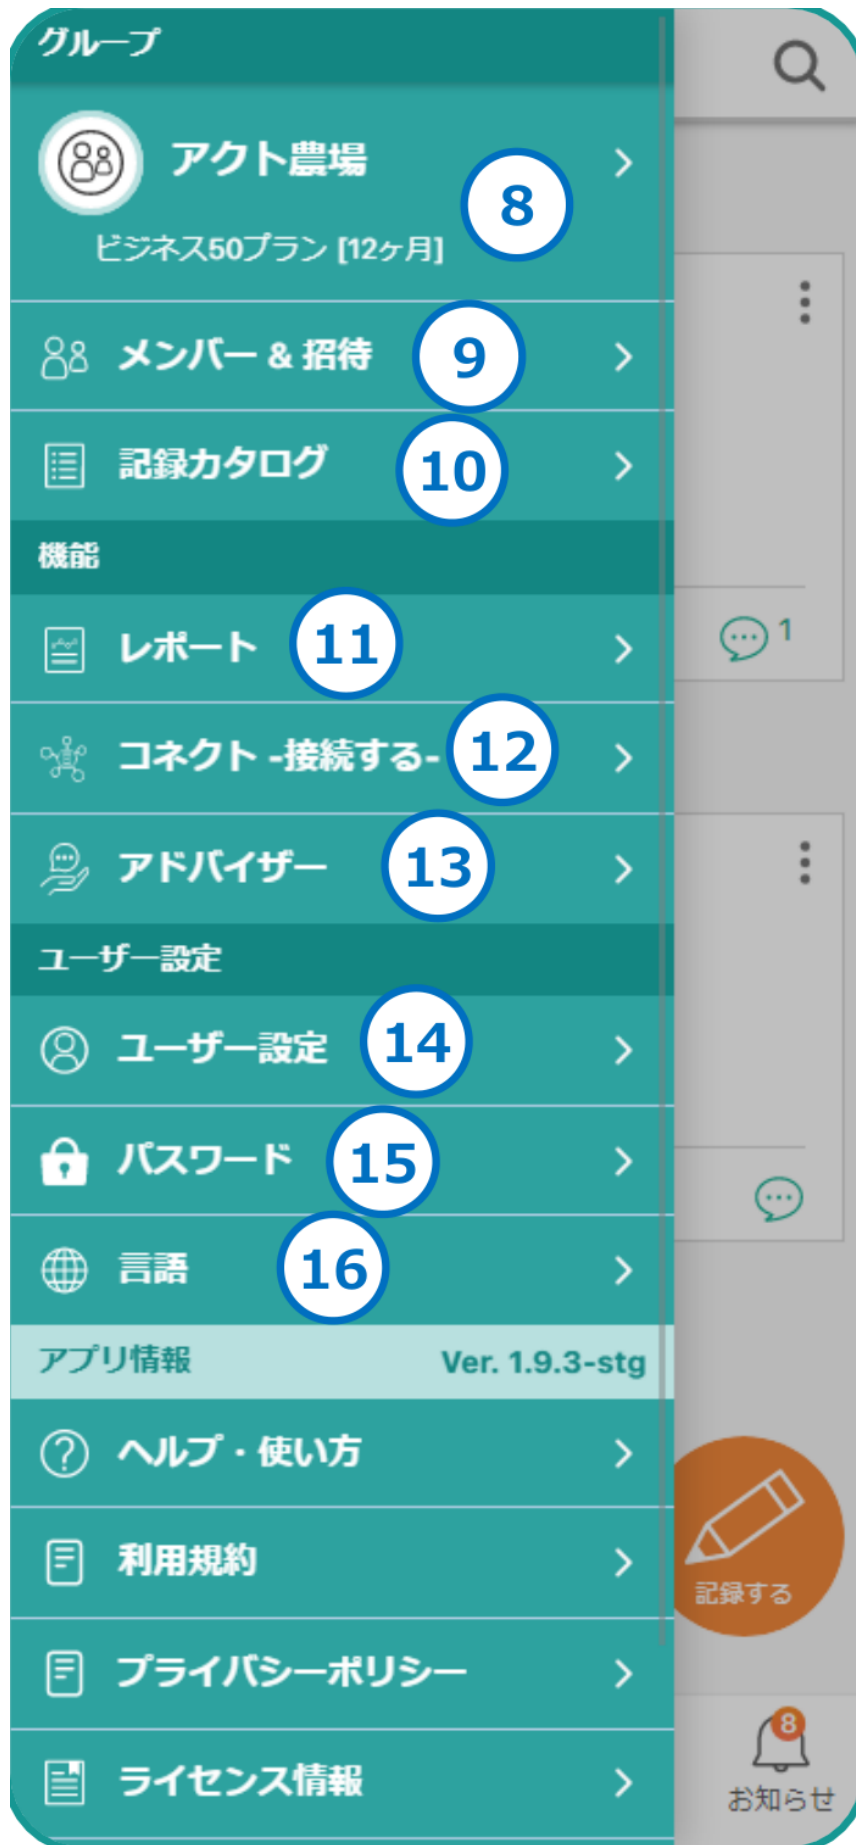 グループ
アクト農場
8
ビジネス50プラン [12ヶ月]
メンバー & 招待
9
記録カタログ
10
機能
レポート
11
1
コネクト -接続する-
12
アドバイザー
13
ユーザー設定
ユーザー設定
14
パスワード
15
言語
16
アプリ情報
Ver. 1.9.3-stg
ヘルプ・使い方
利用規約
記録する
プライバシーポリシー
ライセンス情報
8
お知らせ